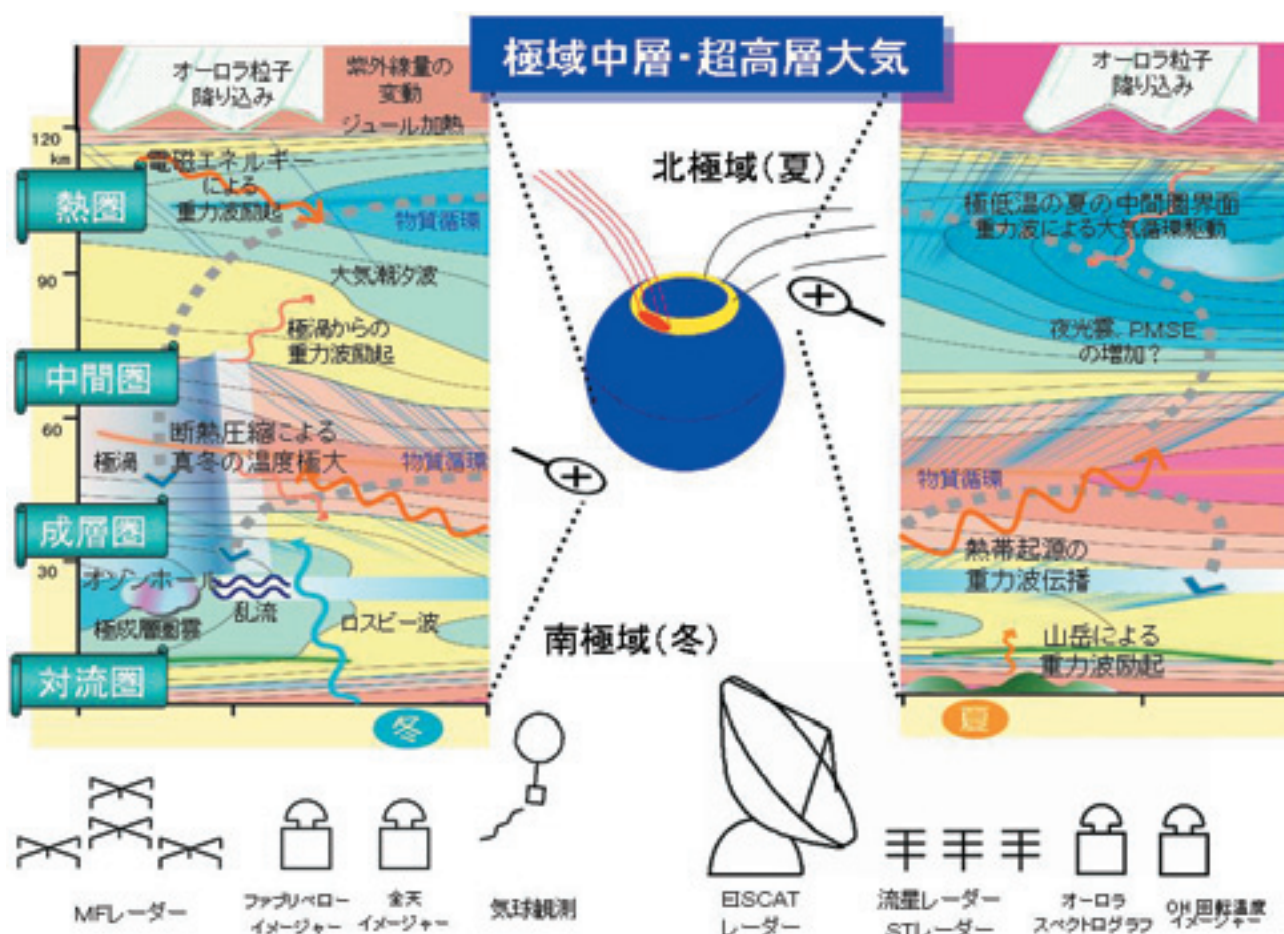 極域中層・超高層大気
オーロラ粒子
降り込み
紫外線量の
変動
ジュール加熱
120
km
電磁エネルギー
による
重力波励起
熱圏
物質循環
大気潮汐波
90
極渦からの
重力波励起
中間圏
60
断熱圧縮による
真冬の温度極大
極渦
物質循環
成層圏
30
オゾンホール
乱流
極成層圏雲
ロスビー波
対流圏
冬
北極域(夏)
南極域(冬)
オーロラ粒子
降り込み
極低温の夏の中間圏界面
重力波による大気循環駆動
夜光雲、PMSE
の増加?
物質循環
熱帯起源の
重力波伝播
山岳による
重力波励起
夏
MFレーダー
ファブリペロー
イメージャー
全天
イメージャー
気球観測
EISCAT
レーダー
流星レーダー
STレーダー
オーロラ
スペクトログラフ
OH回転温度
イメージャー